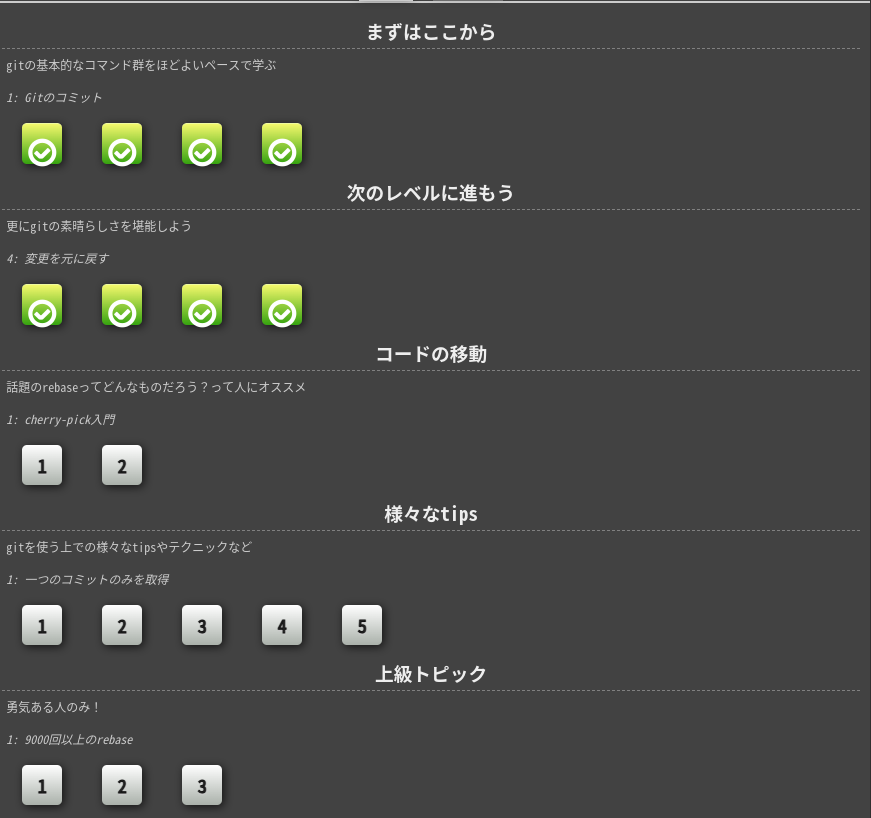 まずはここから
gitの基本的なコマンド群をほどよいペースで学ぶ
1: Gitのコミット
次のレベルに進もう
更にgitの素晴らしさを堪能しよう
4: 変更を元に戻す
コードの移動
話題のrebaseってどんなものだろう？って人にオススメ
1: cherry-pick入門
1 2
様々なtips
gitを使う上での様々なtipsやテクニックなど
1: 一つのコミットのみを取得
1 2 3 4 5
上級トピック
勇気ある人のみ！
1: 9000回以上のrebase
1 2 3